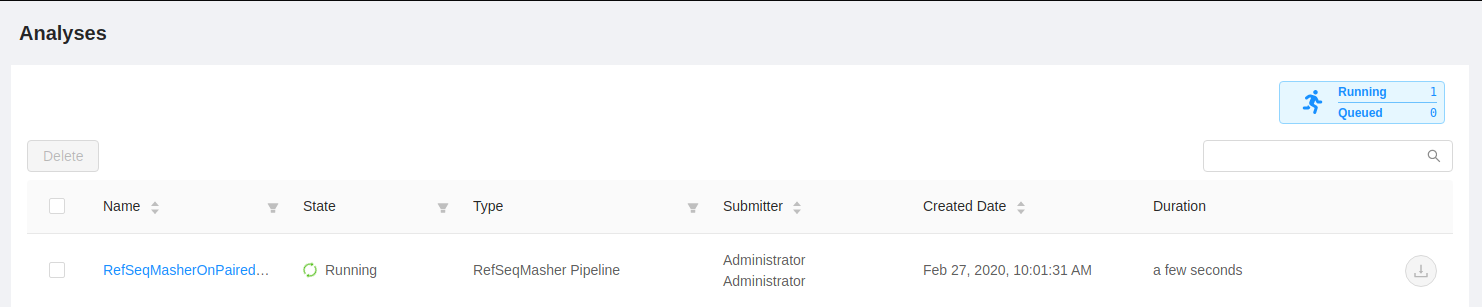 Analyses
Running 1
Queued 0
Delete
Name State Type Submitter Created Date Duration
RefSeqMasherOnPaired… Running RefSeqMasher Pipeline Administrator Administrator Feb 27, 2020, 10:01:31 AM a few seconds